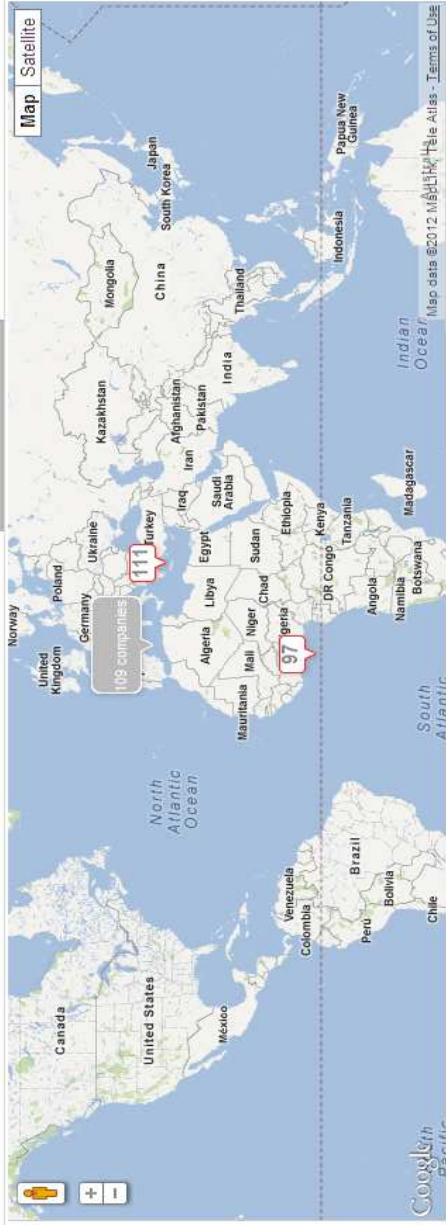 Map
Satellite
Norway
United
Kingdom
Poland
Germany
Ukraine
Kazakhstan
Mongolia
Canada
United States
North
Atlantic
Ocean
109 companies
111
Turkey
Iraq
Iran
Afghanistan
Pakistan
China
South Korea
Japan
México
Mauritania
Mali
Algeria
Niger
Libya
Chad
Egypt
Sudan
Saudi
Arabia
Ethiopia
India
Thailand
97
Venezuela
Colombia
Peru
Brazil
Bolivia
Chile
DR Congo
Kenya
Tanzania
Angola
Namibia
Botswana
Madagascar
Indonesia
Papua New
Guinea
Indian
Ocean
South
Atlantic
Google
Map data ©2012 MapLink, Tele Atlas - Terms of Use